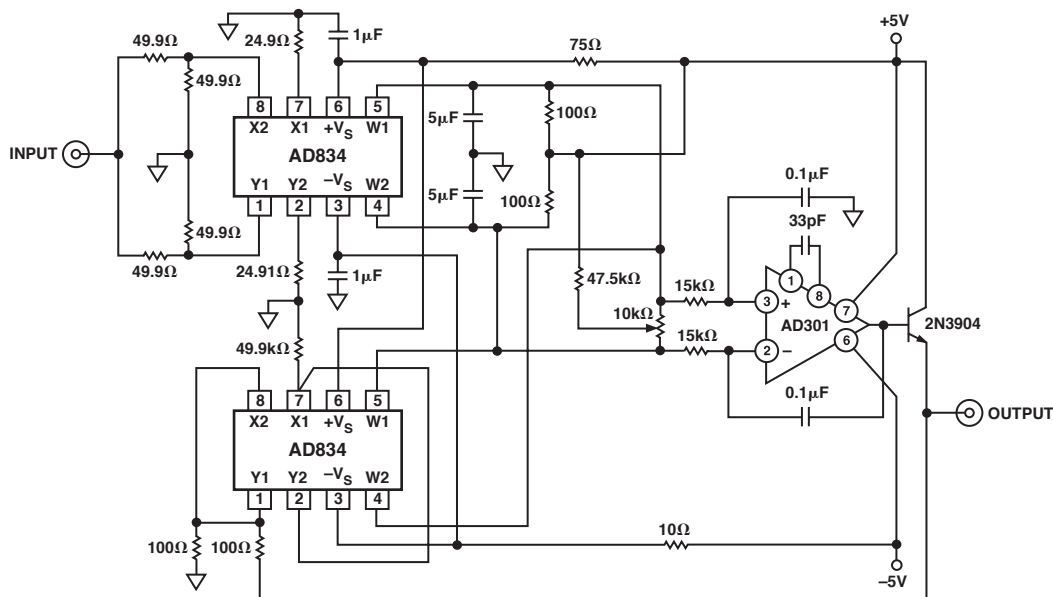 +5V
1µF
24.9Ω
49.9Ω
75Ω
49.9Ω
8 7 6 5
X2 X1 +VS W1
AD834
Y1 Y2 –VS W2
1 2 3 4
INPUT
5µF
100Ω
5µF
100Ω
0.1µF
33pF
49.9Ω
49.9Ω
24.91Ω
1µF
47.5kΩ
15kΩ
10kΩ
15kΩ
1
8
3 +
7
AD301
2 –
6
2N3904
49.9kΩ
0.1µF
OUTPUT
8 7 6 5
X2 X1 +VS W1
AD834
Y1 Y2 –VS W2
1 2 3 4
100Ω
100Ω
10Ω
–5V